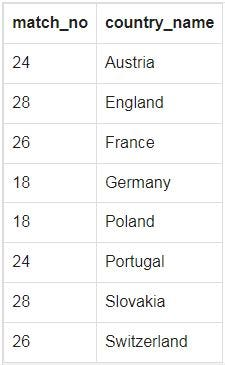 match_no country_name
24 Austria
28 England
26 France
18 Germany
18 Poland
24 Portugal
28 Slovakia
26 Switzerland